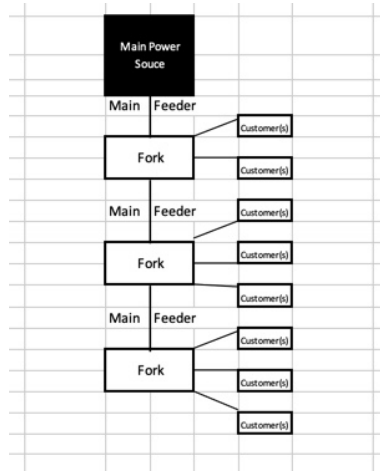 Main Power
Souce
Main Feeder
Customer(s)
Fork
Customer(s)
Main Feeder
Customer(s)
Fork
Customer(s)
Customer(s)
Main Feeder
Customer(s)
Fork
Customer(s)
Customer(s)